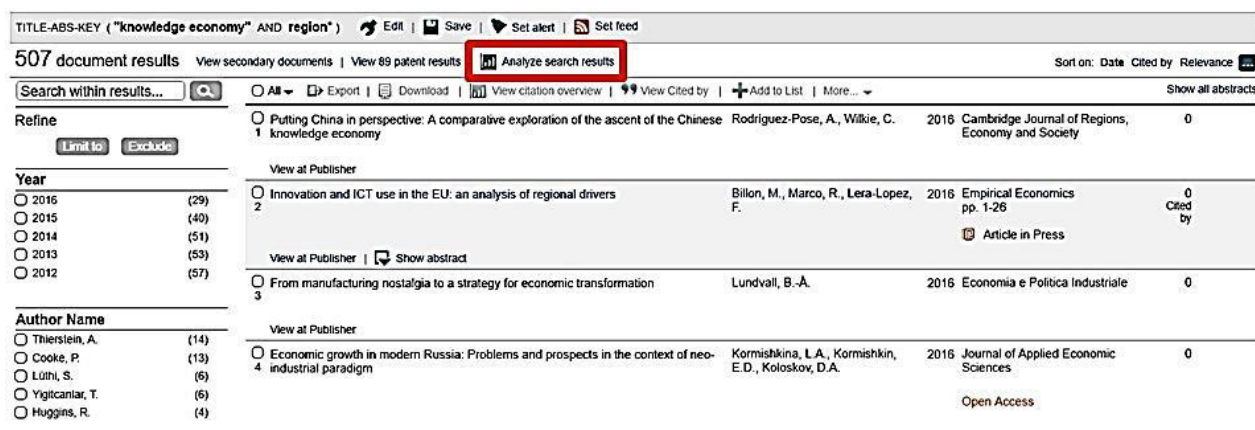 TITLE-ABS-KEY ( "knowledge economy" AND region* ) Edit | Save | Set alert | Set feed
507 document results View secondary documents | View 89 patent results Analyze search results Sort on: Date Cited by Relevance ...
Search within results...
All Export | Download | View citation overview | View Cited by | Add to List | More... Show all abstracts
Refine
Limit to Exclude
Year
2016 (29)
2015 (40)
2014 (51)
2013 (53)
2012 (57)
Author Name
Thierstein, A. (14)
Cooke, P. (13)
Lüthi, S. (6)
Yigitcanlar, T. (6)
Huggins, R. (4)
Putting China in perspective: A comparative exploration of the ascent of the Chinese Rodríguez-Pose, A., Wilkie, C. 2016 Cambridge Journal of Regions, 0
1 knowledge economy Economy and Society
View at Publisher
Innovation and ICT use in the EU: an analysis of regional drivers Billon, M., Marco, R., Lera-Lopez, 2016 Empirical Economics 0
2 F. pp. 1-26 Cited
by
Article in Press
View at Publisher | Show abstract
From manufacturing nostalgia to a strategy for economic transformation Lundvall, B.-Å. 2016 Economia e Politica Industriale 0
3
View at Publisher
Economic growth in modern Russia: Problems and prospects in the context of neo- Kormishkina, L.A., Kormishkin, 2016 Journal of Applied Economic 0
4 industrial paradigm E.D., Koloskov, D.A. Sciences
Open Access